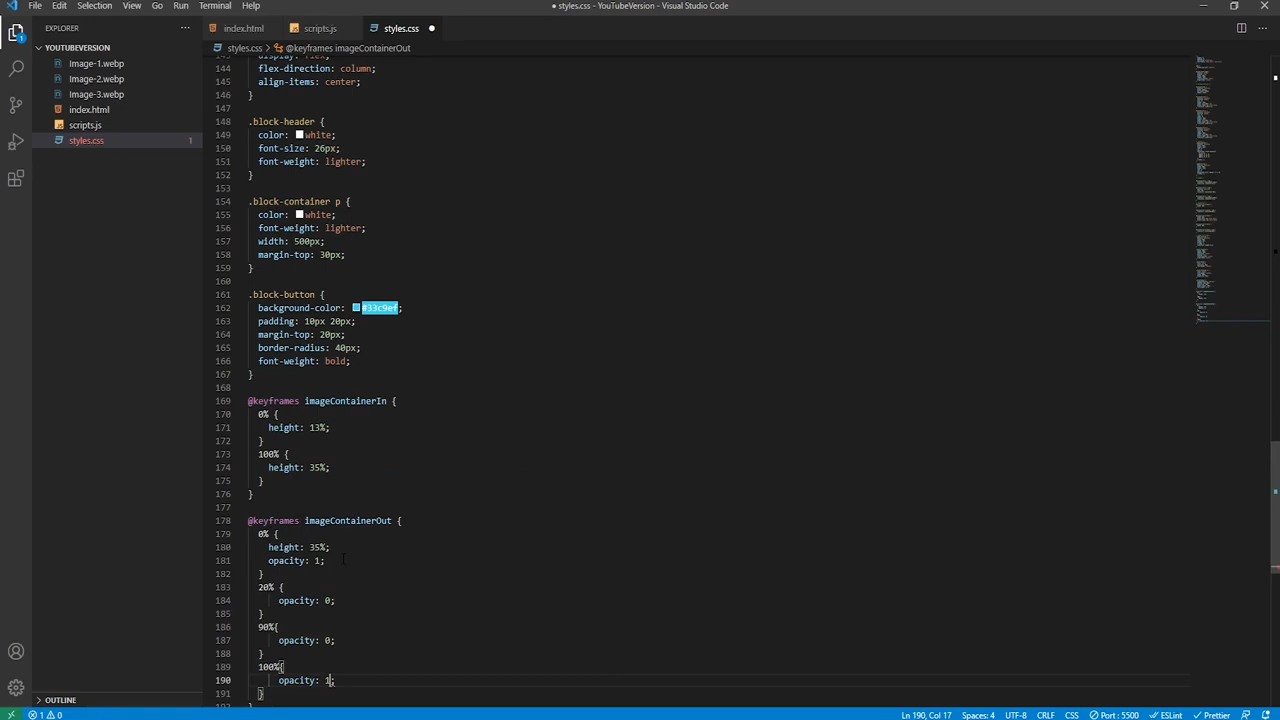 File Edit Selection View Go Run Terminal Help
● styles.css - YouTubeVersion - Visual Studio Code
EXPLORER ...
index.html scripts.js styles.css ●
YOUTUBEVERSION
styles.css > @keyframes imageContainerOut
Image-1.webp
Image-2.webp
Image-3.webp
index.html
scripts.js
styles.css 1
143 display: flex;
144 flex-direction: column;
145 align-items: center;
146 }
147
148 .block-header {
149 color: white;
150 font-size: 26px;
151 font-weight: lighter;
152 }
153
154 .block-container p {
155 color: white;
156 font-weight: lighter;
157 width: 500px;
158 margin-top: 30px;
159 }
160
161 .block-button {
162 background-color: #33c9ef;
163 padding: 10px 20px;
164 margin-top: 20px;
165 border-radius: 40px;
166 font-weight: bold;
167 }
168
169 @keyframes imageContainerIn {
170 0% {
171 height: 13%;
172 }
173 100% {
174 height: 35%;
175 }
176 }
177
178 @keyframes imageContainerOut {
179 0% {
180 height: 35%;
181 opacity: 1;
182 }
183 20% {
184 opacity: 0;
185 }
186 90%{
187 opacity: 0;
188 }
189 100%{
190 opacity: 1;
191 }
}
OUTLINE
1 0
Ln 190, Col 17 Spaces: 4 UTF-8 CRLF CSS Port : 5500 ESLint Prettier